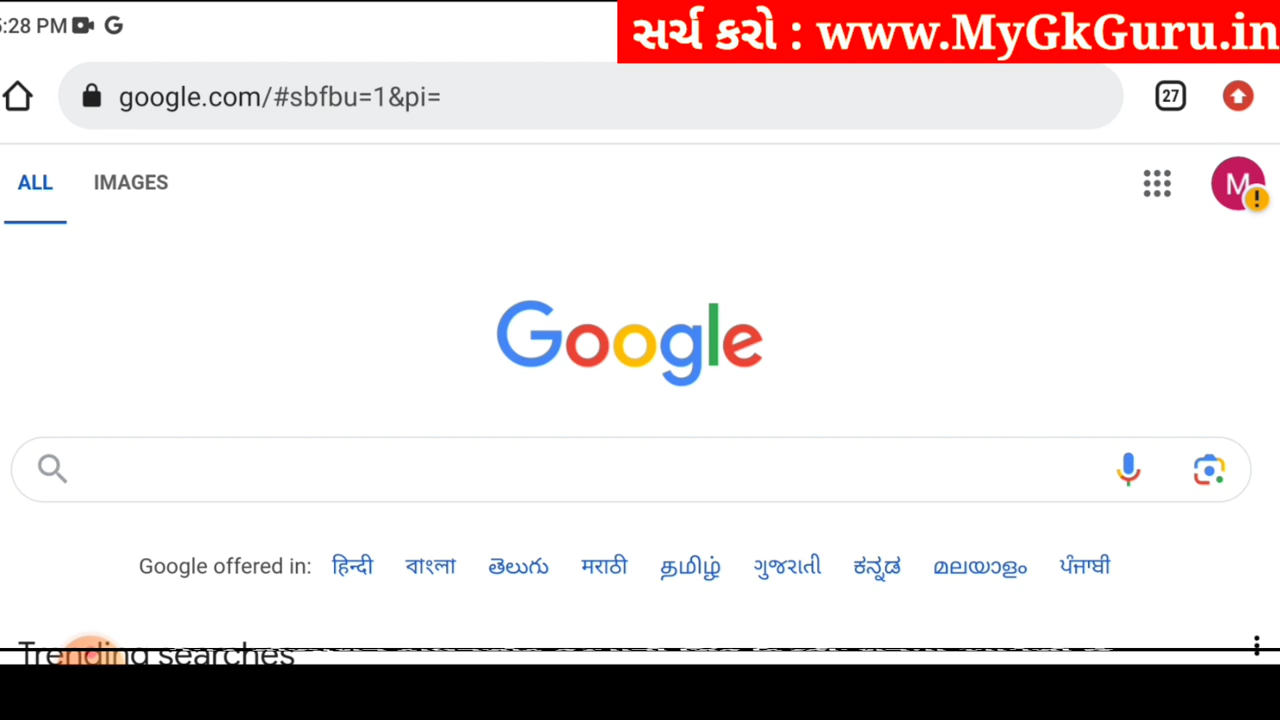 5:28 PM G
સર્ચ કરો : www.MyGkGuru.in
google.com/#sbfbu=1&pi=
27
ALL IMAGES
M
Google
Google offered in: हिन्दी বাংলা తెలుగు मराठी தமிழ் ગુજરાતી ಕನ್ನಡ മലയാളം ਪੰਜਾਬੀ
Trending searches